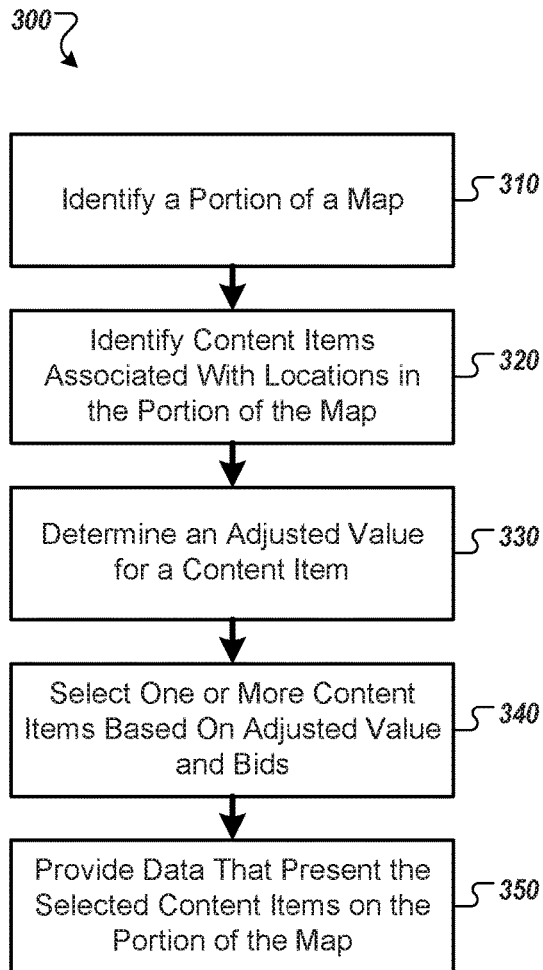 300
Identify a Portion of a Map
310
Identify Content Items
Associated With Locations in
the Portion of the Map
320
Determine an Adjusted Value
for a Content Item
330
Select One or More Content
Items Based On Adjusted Value
and Bids
340
Provide Data That Present the
Selected Content Items on the
Portion of the Map
350